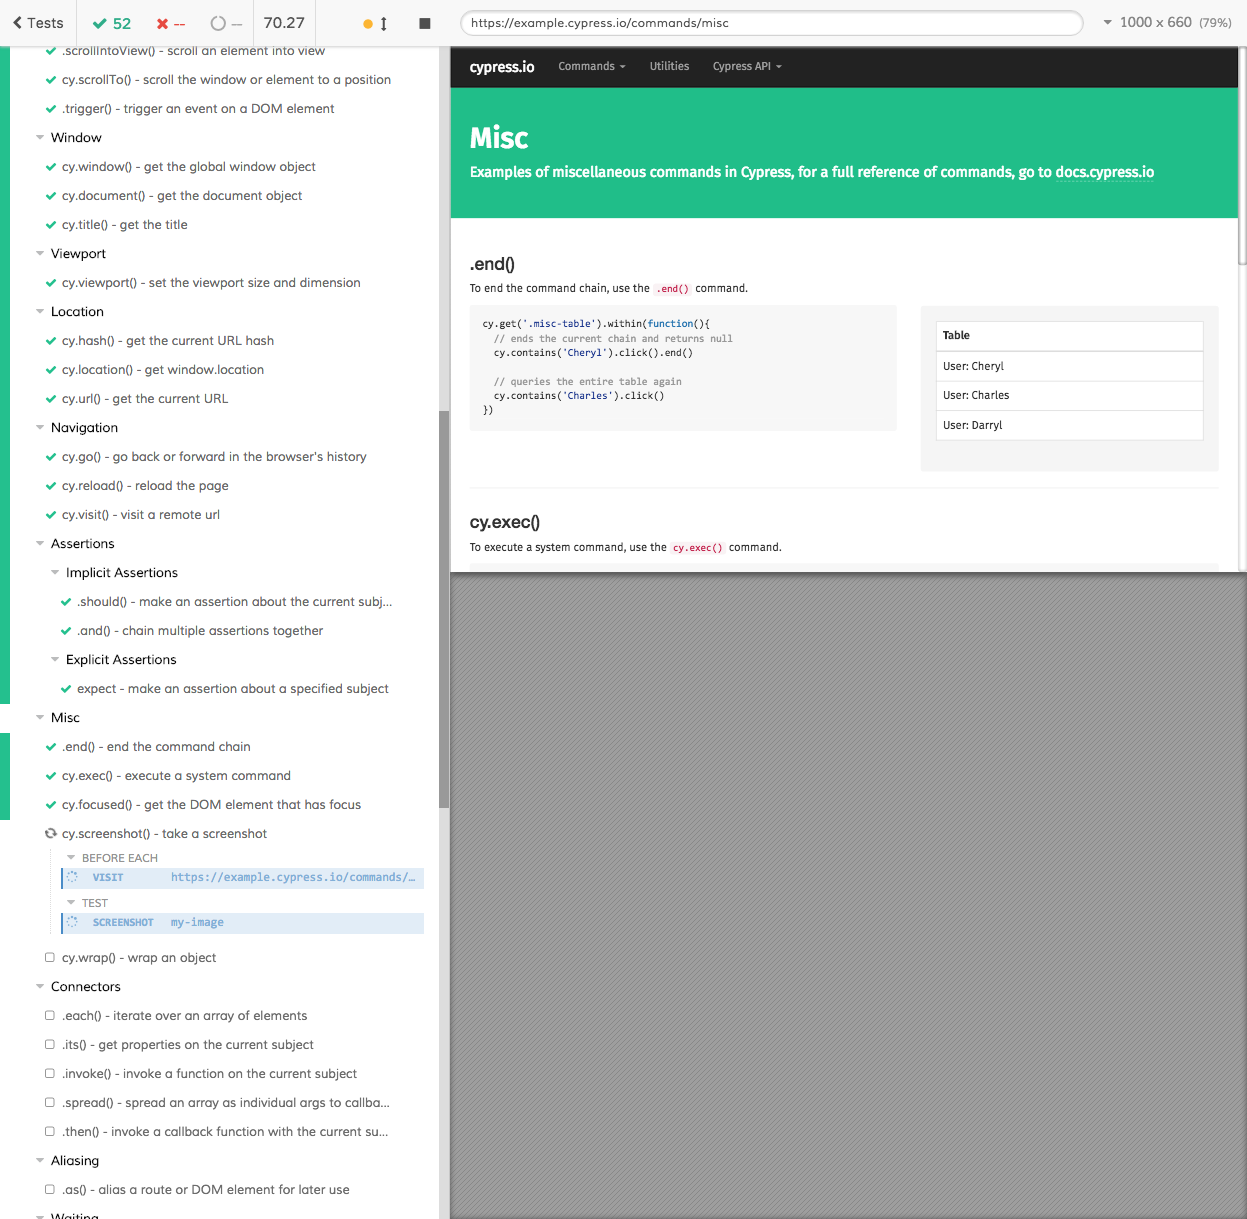 Tests 52 -- -- 70.27 https://example.cypress.io/commands/misc 1000 x 660 (79%)
.scrollIntoView() - scroll an element into view
cy.scrollTo() - scroll the window or element to a position
.trigger() - trigger an event on a DOM element
Window
cy.window() - get the global window object
cy.document() - get the document object
cy.title() - get the title
Viewport
cy.viewport() - set the viewport size and dimension
Location
cy.hash() - get the current URL hash
cy.location() - get window.location
cy.url() - get the current URL
Navigation
cy.go() - go back or forward in the browser's history
cy.reload() - reload the page
cy.visit() - visit a remote url
Assertions
Implicit Assertions
.should() - make an assertion about the current subj...
.and() - chain multiple assertions together
Explicit Assertions
expect - make an assertion about a specified subject
Misc
.end() - end the command chain
cy.exec() - execute a system command
cy.focused() - get the DOM element that has focus
cy.screenshot() - take a screenshot
BEFORE EACH
VISIT https://example.cypress.io/commands/...
TEST
SCREENSHOT my-image
cy.wrap() - wrap an object
Connectors
.each() - iterate over an array of elements
.its() - get properties on the current subject
.invoke() - invoke a function on the current subject
.spread() - spread an array as individual args to callba...
.then() - invoke a callback function with the current su...
Aliasing
.as() - alias a route or DOM element for later use
Waiting
cypress.io Commands Utilities Cypress API
Misc
Examples of miscellaneous commands in Cypress, for a full reference of commands, go to docs.cypress.io
.end()
To end the command chain, use the .end() command.
cy.get('.misc-table').within(function(){
// ends the current chain and returns null
cy.contains('Cheryl').click().end()
// queries the entire table again
cy.contains('Charles').click()
})
Table
User: Cheryl
User: Charles
User: Darryl
cy.exec()
To execute a system command, use the cy.exec() command.